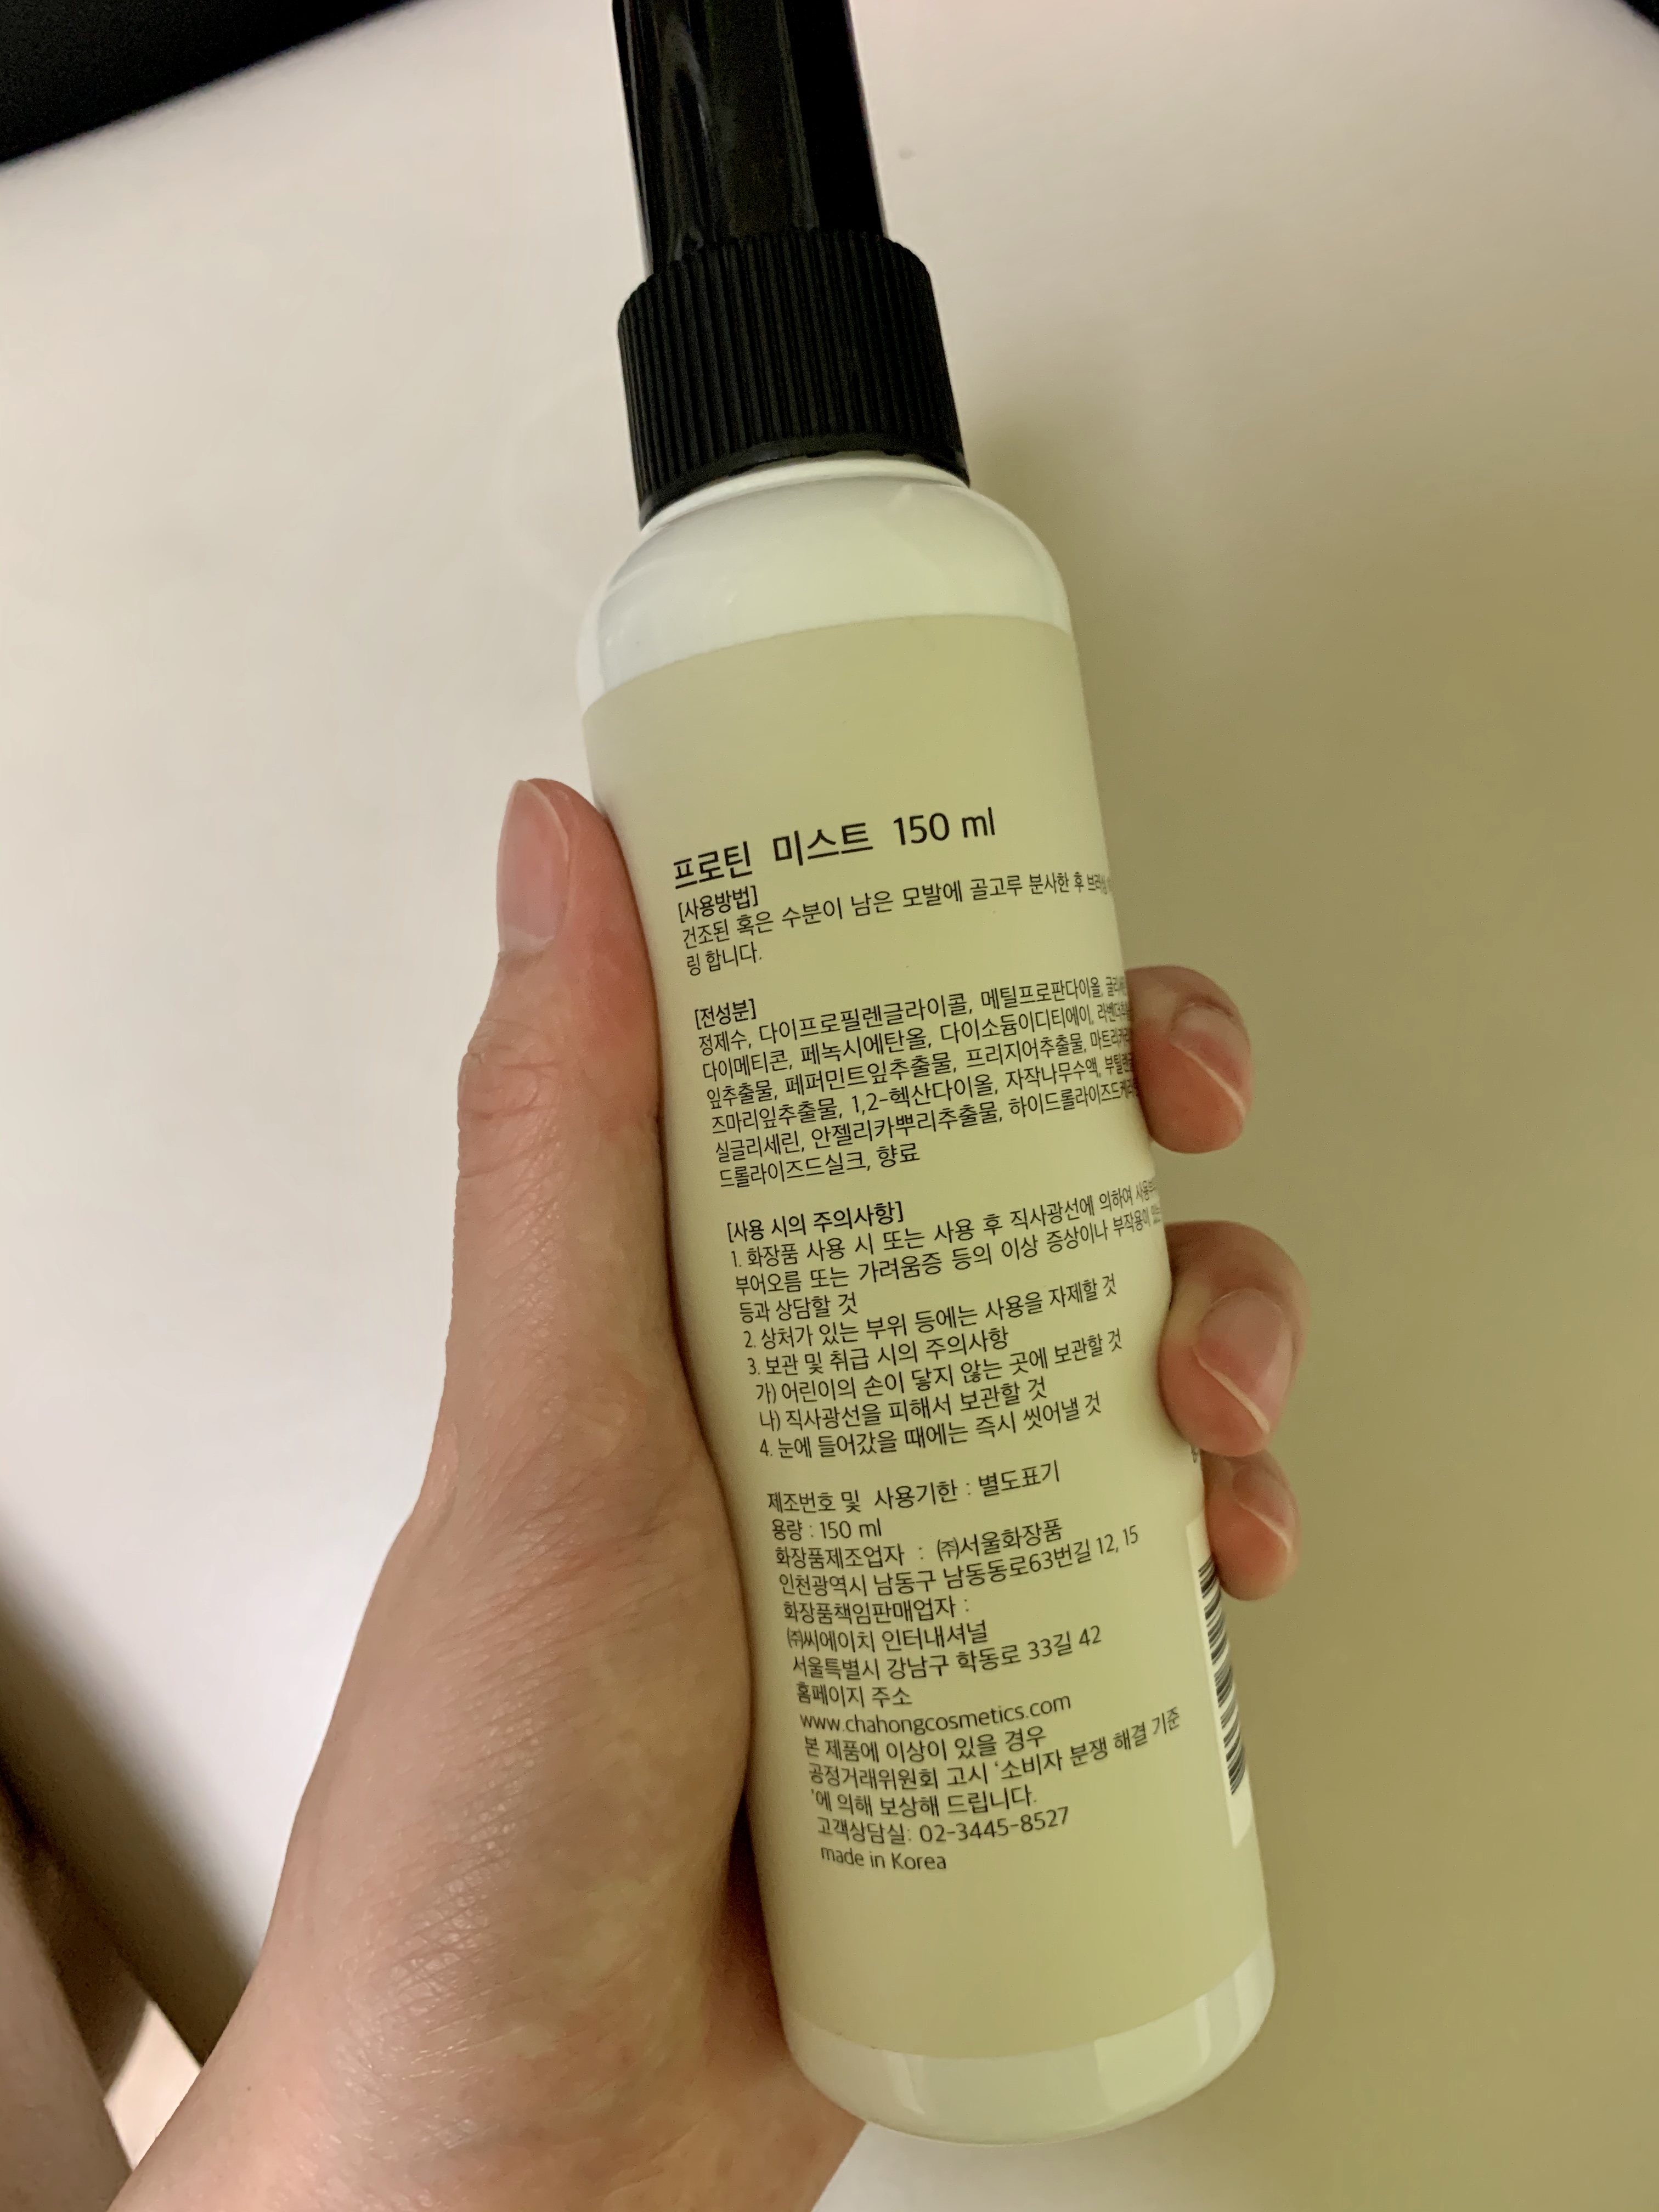 프로틴 미스트 150 ml
[사용방법]
건조된 혹은 수분이 남은 모발에 골고루 분사한 후
링 합니다.
[전성분]
정제수, 다이프로필렌글라이콜, 메틸프로판다이올,
다이메티콘, 페녹시에탄올, 다이소듐이디티에이,
잎추출물, 페퍼민트잎추출물, 프리지어추출물,
즈마리잎추출물, 1,2-헥산다이올, 자작나무수액,
실글리세린, 안젤리카뿌리추출물,
드롤라이즈드실크, 향료
[사용 시의 주의사항]
1. 화장품 사용 시 또는 사용 후 직사광선에 의하여
부어오름 또는 가려움증 등의 이상 증상이나 부작용이
등과 상담할 것
2. 상처가 있는 부위 등에는 사용을 자제할 것
3. 보관 및 취급 시의 주의사항
가) 어린이의 손이 닿지 않는 곳에 보관할 것
나) 직사광선을 피해서 보관할 것
4. 눈에 들어갔을 때에는 즉시 씻어낼 것
제조번호 및 사용기한 : 별도표기
용량 : 150 ml
화장품제조업자 : ㈜서울화장품
인천광역시 남동구 남동동로63번길 12, 15
화장품책임판매업자 :
㈜씨에이치 인터내셔널
서울특별시 강남구 학동로 33길 42
홈페이지 주소
www.chahongcosmetics.com
본 제품에 이상이 있을 경우
공정거래위원회 고시 '소비자 분쟁 해결 기준
'에 의해 보상해 드립니다.
고객상담실: 02-3445-8527
made in Korea